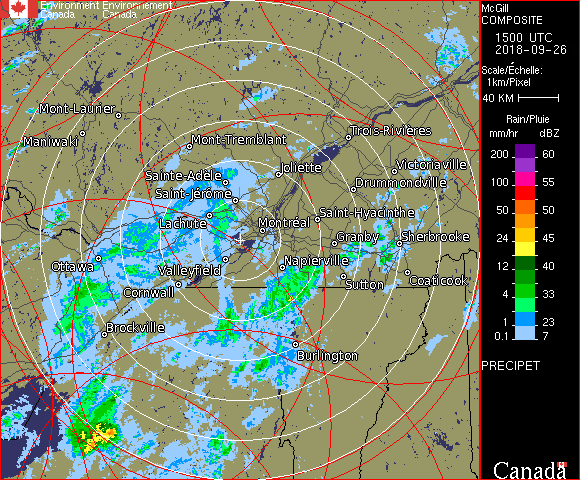 Environment Environnement
Canada Canada
McGill
COMPOSITE
1500 UTC
2018-09-26
Scale/Échelle:
1km/Pixel
40 KM
Rain/Pluie
mm/hr dBZ
200 60
100 55
50 50
24 45
12 40
4 33
1 23
0.1 7
PRECIPET
Canada
Mont-Laurier
Maniwaki
Mont-Tremblant
Trois-Rivières
Sainte-Adèle
Joliette
Victoriaville
Saint-Jérôme
Drummondville
Lachute
Montréal
Saint-Hyacinthe
Granby
Sherbrooke
Ottawa
Valleyfield
Napierville
Cornwall
Sutton
Coaticook
Brockville
Burlington